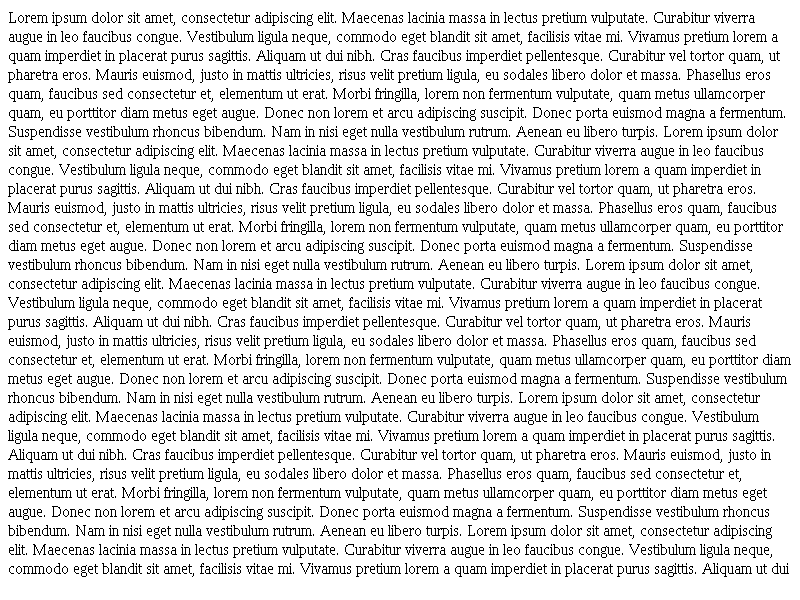 Lorem ipsum dolor sit amet, consectetur adipiscing elit. Maecenas lacinia massa in lectus pretium vulputate. Curabitur viverra
augue in leo faucibus congue. Vestibulum ligula neque, commodo eget blandit sit amet, facilisis vitae mi. Vivamus pretium lorem a
quam imperdiet in placerat purus sagittis. Aliquam ut dui nibh. Cras faucibus imperdiet pellentesque. Curabitur vel tortor quam, ut
pharetra eros. Mauris euismod, justo in mattis ultricies, risus velit pretium ligula, eu sodales libero dolor et massa. Phasellus eros
quam, faucibus sed consectetur et, elementum ut erat. Morbi fringilla, lorem non fermentum vulputate, quam metus ullamcorper
quam, eu porttitor diam metus eget augue. Donec non lorem et arcu adipiscing suscipit. Donec porta euismod magna a fermentum.
Suspendisse vestibulum rhoncus bibendum. Nam in nisi eget nulla vestibulum rutrum. Aenean eu libero turpis. Lorem ipsum dolor
sit amet, consectetur adipiscing elit. Maecenas lacinia massa in lectus pretium vulputate. Curabitur viverra augue in leo faucibus
congue. Vestibulum ligula neque, commodo eget blandit sit amet, facilisis vitae mi. Vivamus pretium lorem a quam imperdiet in
placerat purus sagittis. Aliquam ut dui nibh. Cras faucibus imperdiet pellentesque. Curabitur vel tortor quam, ut pharetra eros.
Mauris euismod, justo in mattis ultricies, risus velit pretium ligula, eu sodales libero dolor et massa. Phasellus eros quam, faucibus
sed consectetur et, elementum ut erat. Morbi fringilla, lorem non fermentum vulputate, quam metus ullamcorper quam, eu porttitor
diam metus eget augue. Donec non lorem et arcu adipiscing suscipit. Donec porta euismod magna a fermentum. Suspendisse
vestibulum rhoncus bibendum. Nam in nisi eget nulla vestibulum rutrum. Aenean eu libero turpis. Lorem ipsum dolor sit amet,
consectetur adipiscing elit. Maecenas lacinia massa in lectus pretium vulputate. Curabitur viverra augue in leo faucibus congue.
Vestibulum ligula neque, commodo eget blandit sit amet, facilisis vitae mi. Vivamus pretium lorem a quam imperdiet in placerat
purus sagittis. Aliquam ut dui nibh. Cras faucibus imperdiet pellentesque. Curabitur vel tortor quam, ut pharetra eros. Mauris
euismod, justo in mattis ultricies, risus velit pretium ligula, eu sodales libero dolor et massa. Phasellus eros quam, faucibus sed
consectetur et, elementum ut erat. Morbi fringilla, lorem non fermentum vulputate, quam metus ullamcorper quam, eu porttitor diam
metus eget augue. Donec non lorem et arcu adipiscing suscipit. Donec porta euismod magna a fermentum. Suspendisse vestibulum
rhoncus bibendum. Nam in nisi eget nulla vestibulum rutrum. Aenean eu libero turpis. Lorem ipsum dolor sit amet, consectetur
adipiscing elit. Maecenas lacinia massa in lectus pretium vulputate. Curabitur viverra augue in leo faucibus congue. Vestibulum
ligula neque, commodo eget blandit sit amet, facilisis vitae mi. Vivamus pretium lorem a quam imperdiet in placerat purus sagittis.
Aliquam ut dui nibh. Cras faucibus imperdiet pellentesque. Curabitur vel tortor quam, ut pharetra eros. Mauris euismod, justo in
mattis ultricies, risus velit pretium ligula, eu sodales libero dolor et massa. Phasellus eros quam, faucibus sed consectetur et,
elementum ut erat. Morbi fringilla, lorem non fermentum vulputate, quam metus ullamcorper quam, eu porttitor diam metus eget
augue. Donec non lorem et arcu adipiscing suscipit. Donec porta euismod magna a fermentum. Suspendisse vestibulum rhoncus
bibendum. Nam in nisi eget nulla vestibulum rutrum. Aenean eu libero turpis. Lorem ipsum dolor sit amet, consectetur adipiscing
elit. Maecenas lacinia massa in lectus pretium vulputate. Curabitur viverra augue in leo faucibus congue. Vestibulum ligula neque,
commodo eget blandit sit amet, facilisis vitae mi. Vivamus pretium lorem a quam imperdiet in placerat purus sagittis. Aliquam ut dui